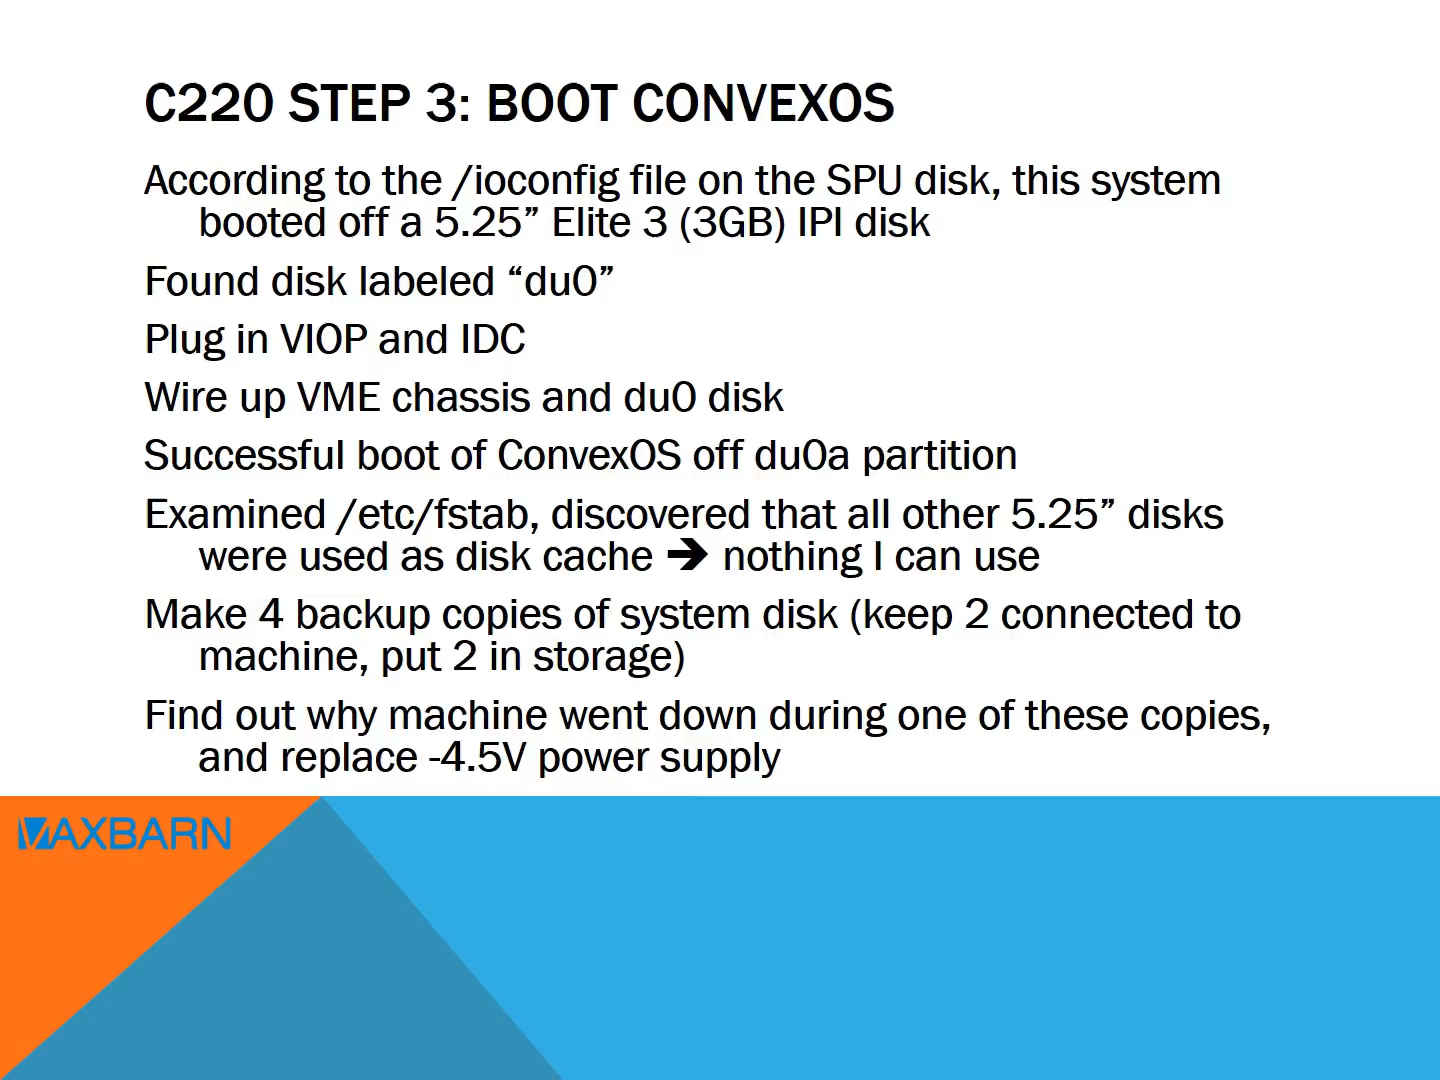 C220 STEP 3: BOOT CONVEXOS
According to the /ioconfig file on the SPU disk, this system
booted off a 5.25” Elite 3 (3GB) IPI disk
Found disk labeled “du0”
Plug in VIOP and IDC
Wire up VME chassis and du0 disk
Successful boot of ConvexOS off du0a partition
Examined /etc/fstab, discovered that all other 5.25” disks
were used as disk cache ➔ nothing I can use
Make 4 backup copies of system disk (keep 2 connected to
machine, put 2 in storage)
Find out why machine went down during one of these copies,
and replace -4.5V power supply
VAXBARN